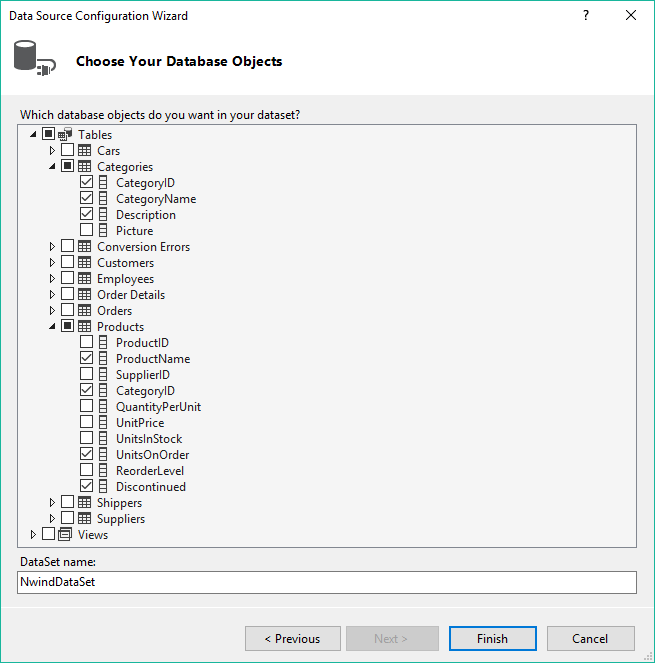 Data Source Configuration Wizard
?
Choose Your Database Objects
Which database objects do you want in your dataset?
Tables
Cars
Categories
CategoryID
CategoryName
Description
Picture
Conversion Errors
Customers
Employees
Order Details
Orders
Products
ProductID
ProductName
SupplierID
CategoryID
QuantityPerUnit
UnitPrice
UnitsInStock
UnitsOnOrder
ReorderLevel
Discontinued
Shippers
Suppliers
Views
DataSet name:
NwindDataSet
< Previous Next > Finish Cancel